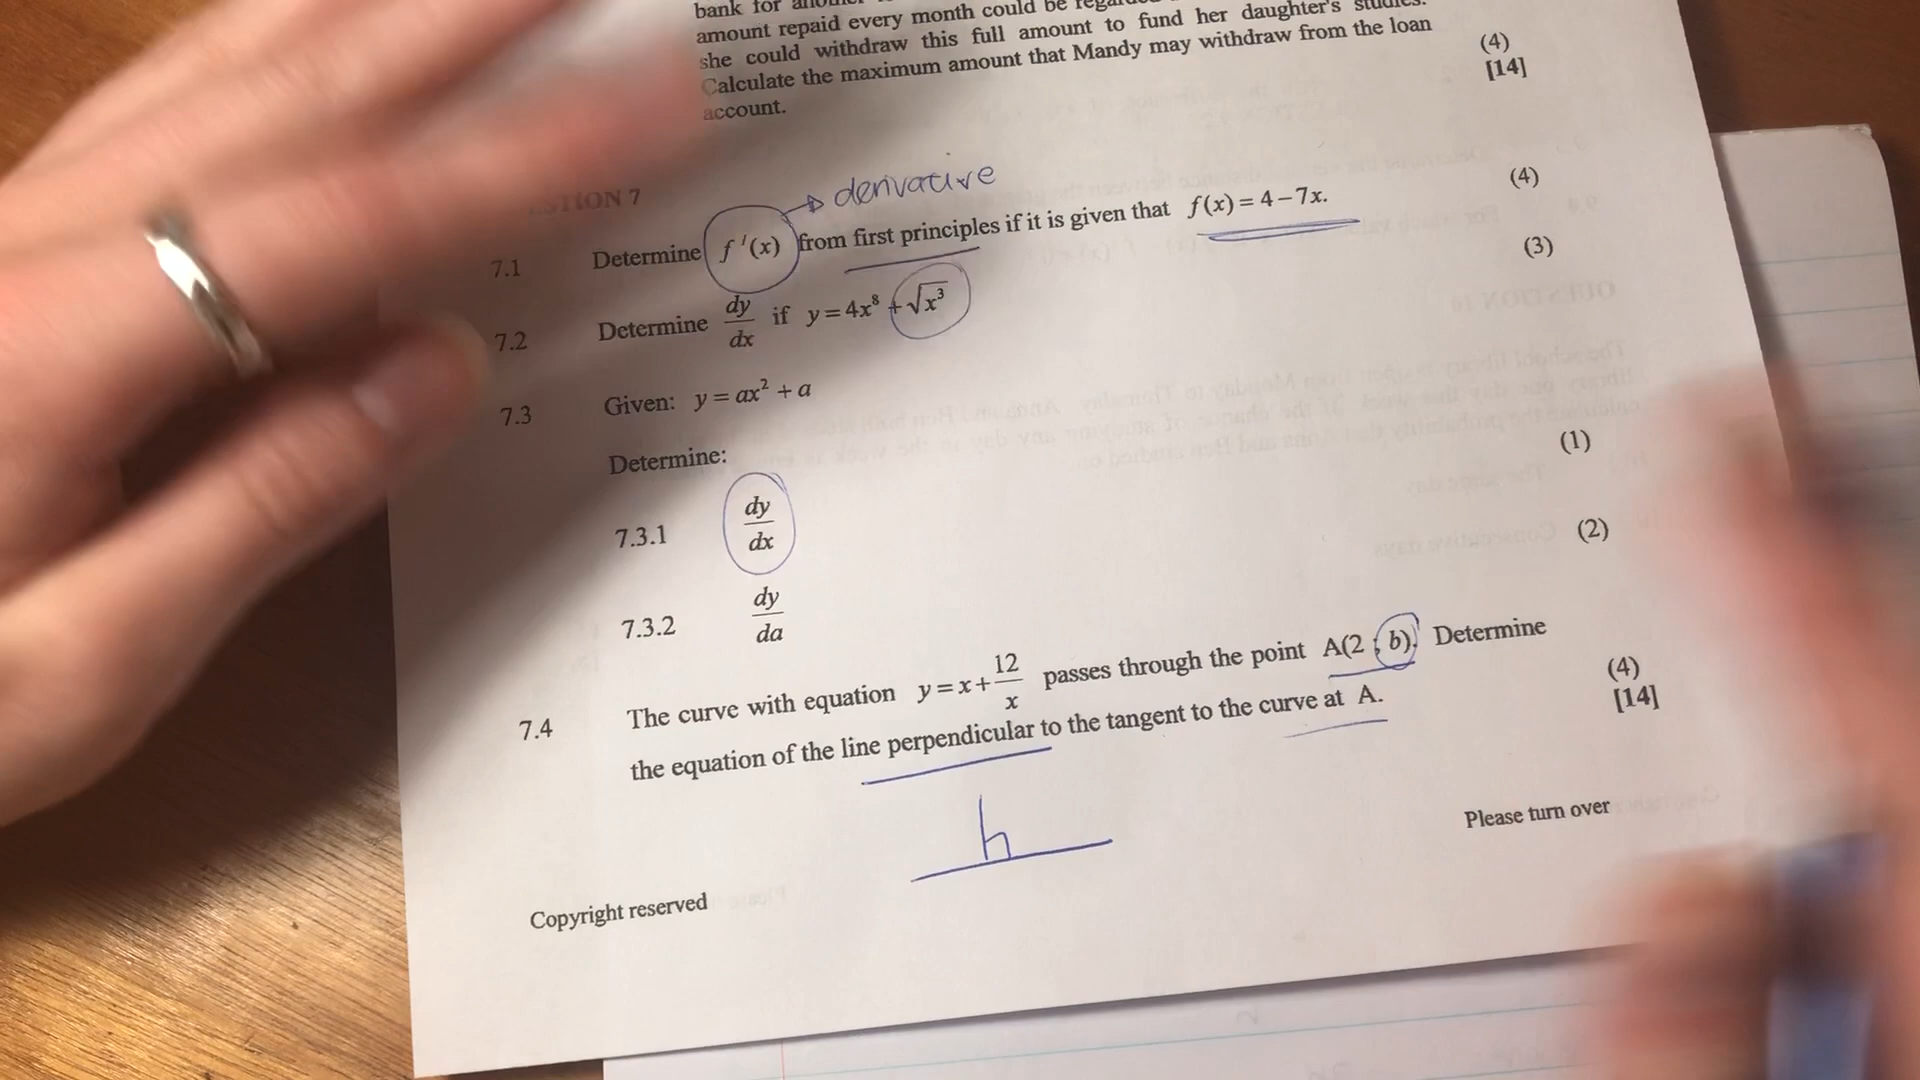 bank for
amount repaid every month could be
she could withdraw this full amount to fund her daughter's studies.
Calculate the maximum amount that Mandy may withdraw from the loan
account. (4)
[14]
STION 7
derivative
7.1 Determine f '(x) from first principles if it is given that f(x) = 4 – 7x. (4)
7.2 Determine dy/dx if y = 4x⁸ + √x³ (3)
7.3 Given: y = ax² + a
Determine:
7.3.1 dy/dx (1)
7.3.2 dy/da (2)
7.4 The curve with equation y = x + 12/x passes through the point A(2 ; b). Determine
the equation of the line perpendicular to the tangent to the curve at A. (4)
[14]
Please turn over
Copyright reserved